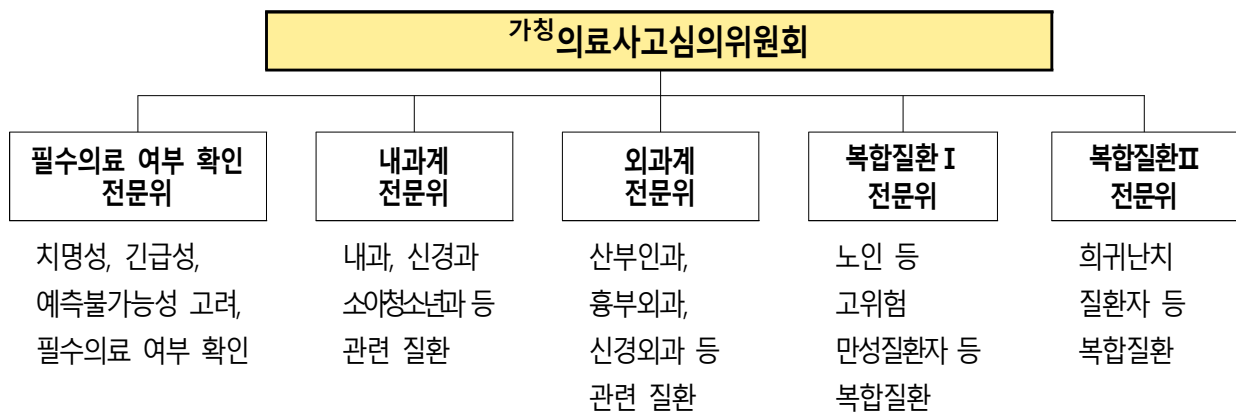 가칭의료사고심의위원회
필수의료 여부 확인
전문위
치명성, 긴급성,
예측불가능성 고려,
필수의료 여부 확인
내과계
전문위
내과, 신경과
소아청소년과 등
관련 질환
외과계
전문위
산부인과,
흉부외과,
신경외과 등
관련 질환
복합질환Ⅰ
전문위
노인 등
고위험
만성질환자 등
복합질환
복합질환Ⅱ
전문위
희귀난치
질환자 등
복합질환